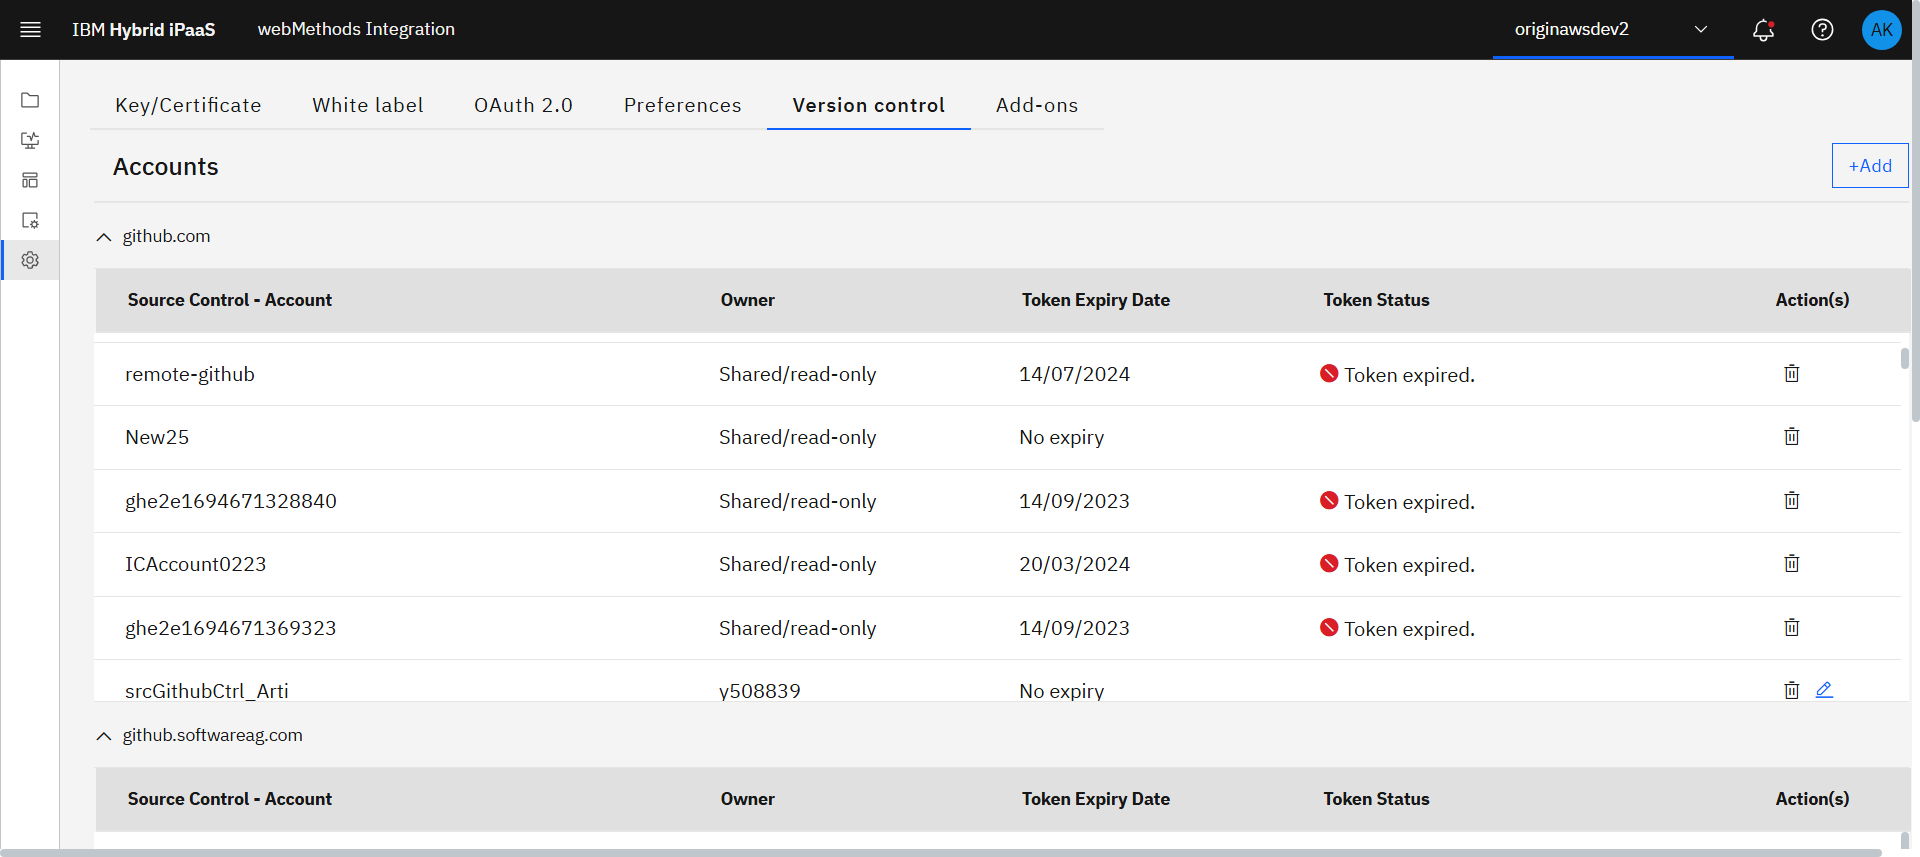 IBM Hybrid iPaaS webMethods Integration originawsdev2 AK
Key/Certificate White label OAuth 2.0 Preferences Version control Add-ons
Accounts +Add
github.com
Source Control - Account Owner Token Expiry Date Token Status Action(s)
remote-github Shared/read-only 14/07/2024 Token expired.
New25 Shared/read-only No expiry
ghe2e1694671328840 Shared/read-only 14/09/2023 Token expired.
ICAccount0223 Shared/read-only 20/03/2024 Token expired.
ghe2e1694671369323 Shared/read-only 14/09/2023 Token expired.
srcGithubCtrl_Arti y508839 No expiry
github.softwareag.com
Source Control - Account Owner Token Expiry Date Token Status Action(s)